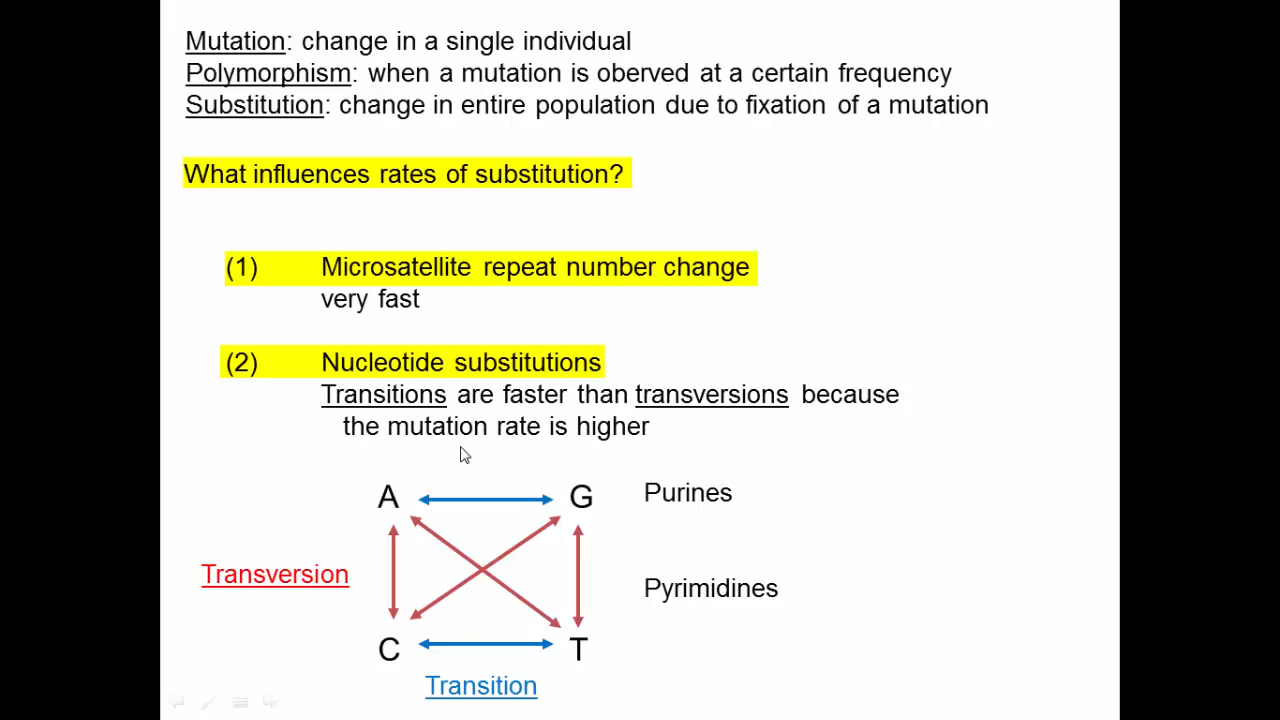 Mutation: change in a single individual
Polymorphism: when a mutation is oberved at a certain frequency
Substitution: change in entire population due to fixation of a mutation
What influences rates of substitution?
(1) Microsatellite repeat number change
very fast
(2) Nucleotide substitutions
Transitions are faster than transversions because
the mutation rate is higher
A G Purines
Transversion Pyrimidines
C T
Transition